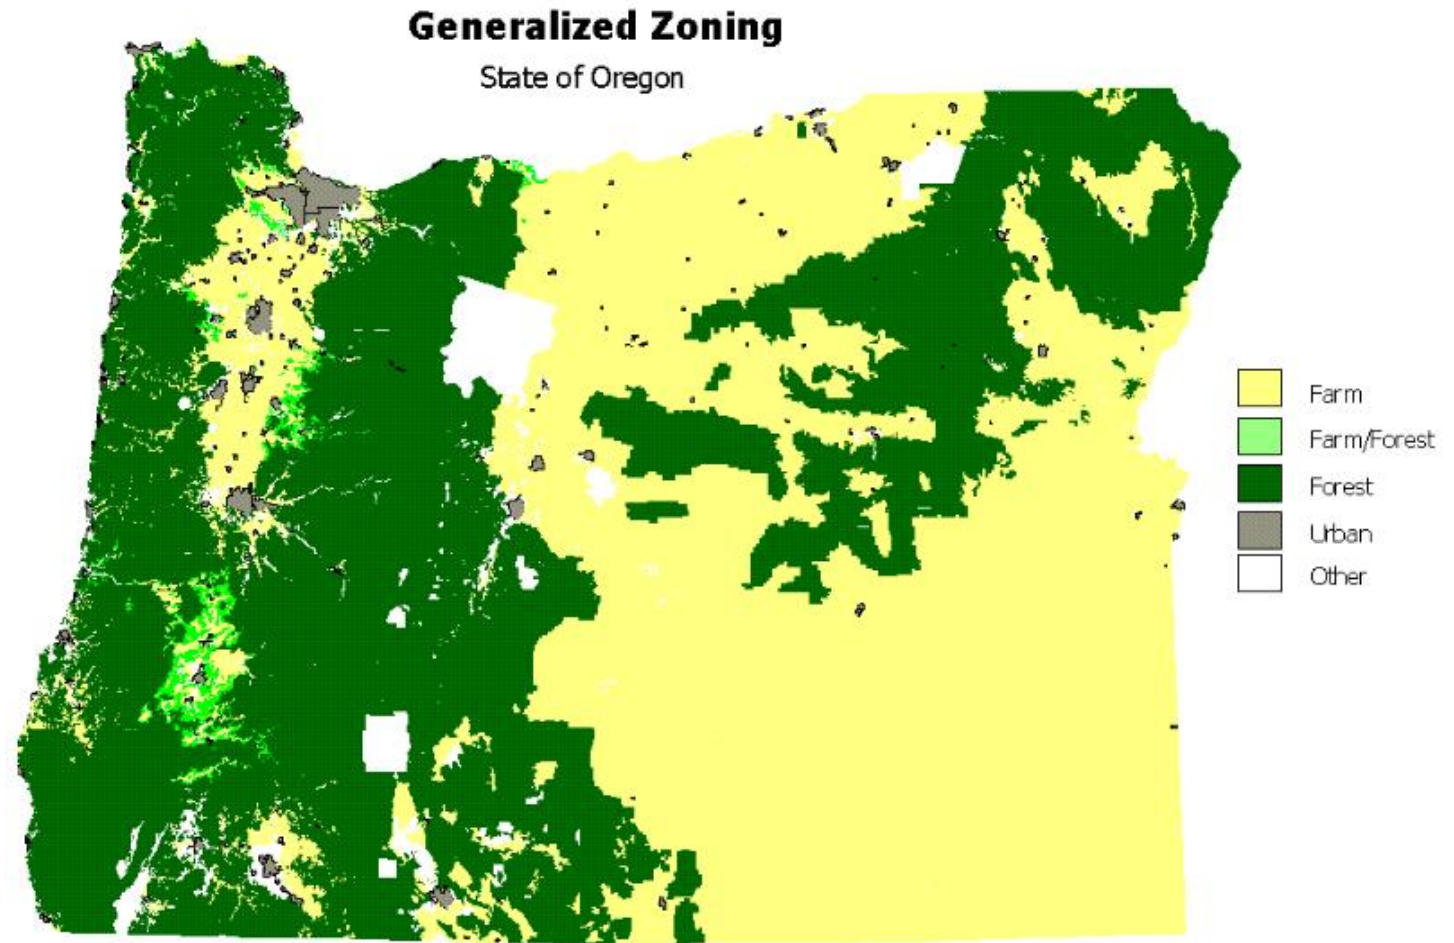 Generalized Zoning
State of Oregon
Farm
Farm/Forest
Forest
Urban
Other